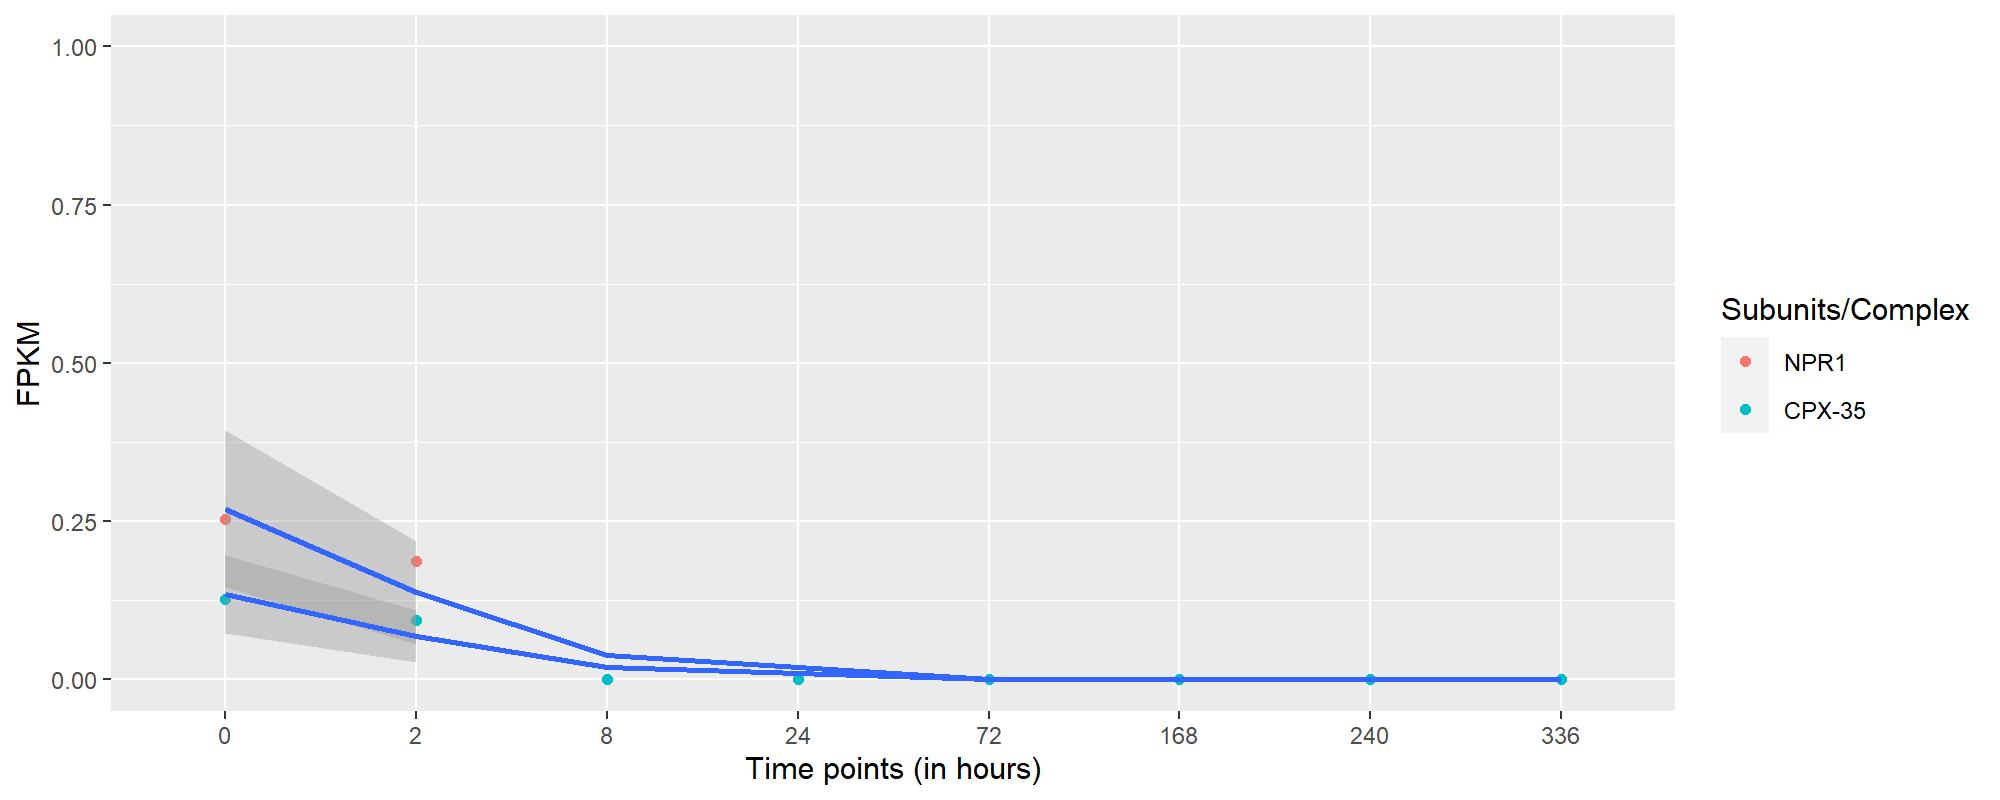 1.00
0.75
0.50
0.25
0.00
FPKM
0 2 8 24 72 168 240 336
Time points (in hours)
Subunits/Complex
NPR1
CPX-35